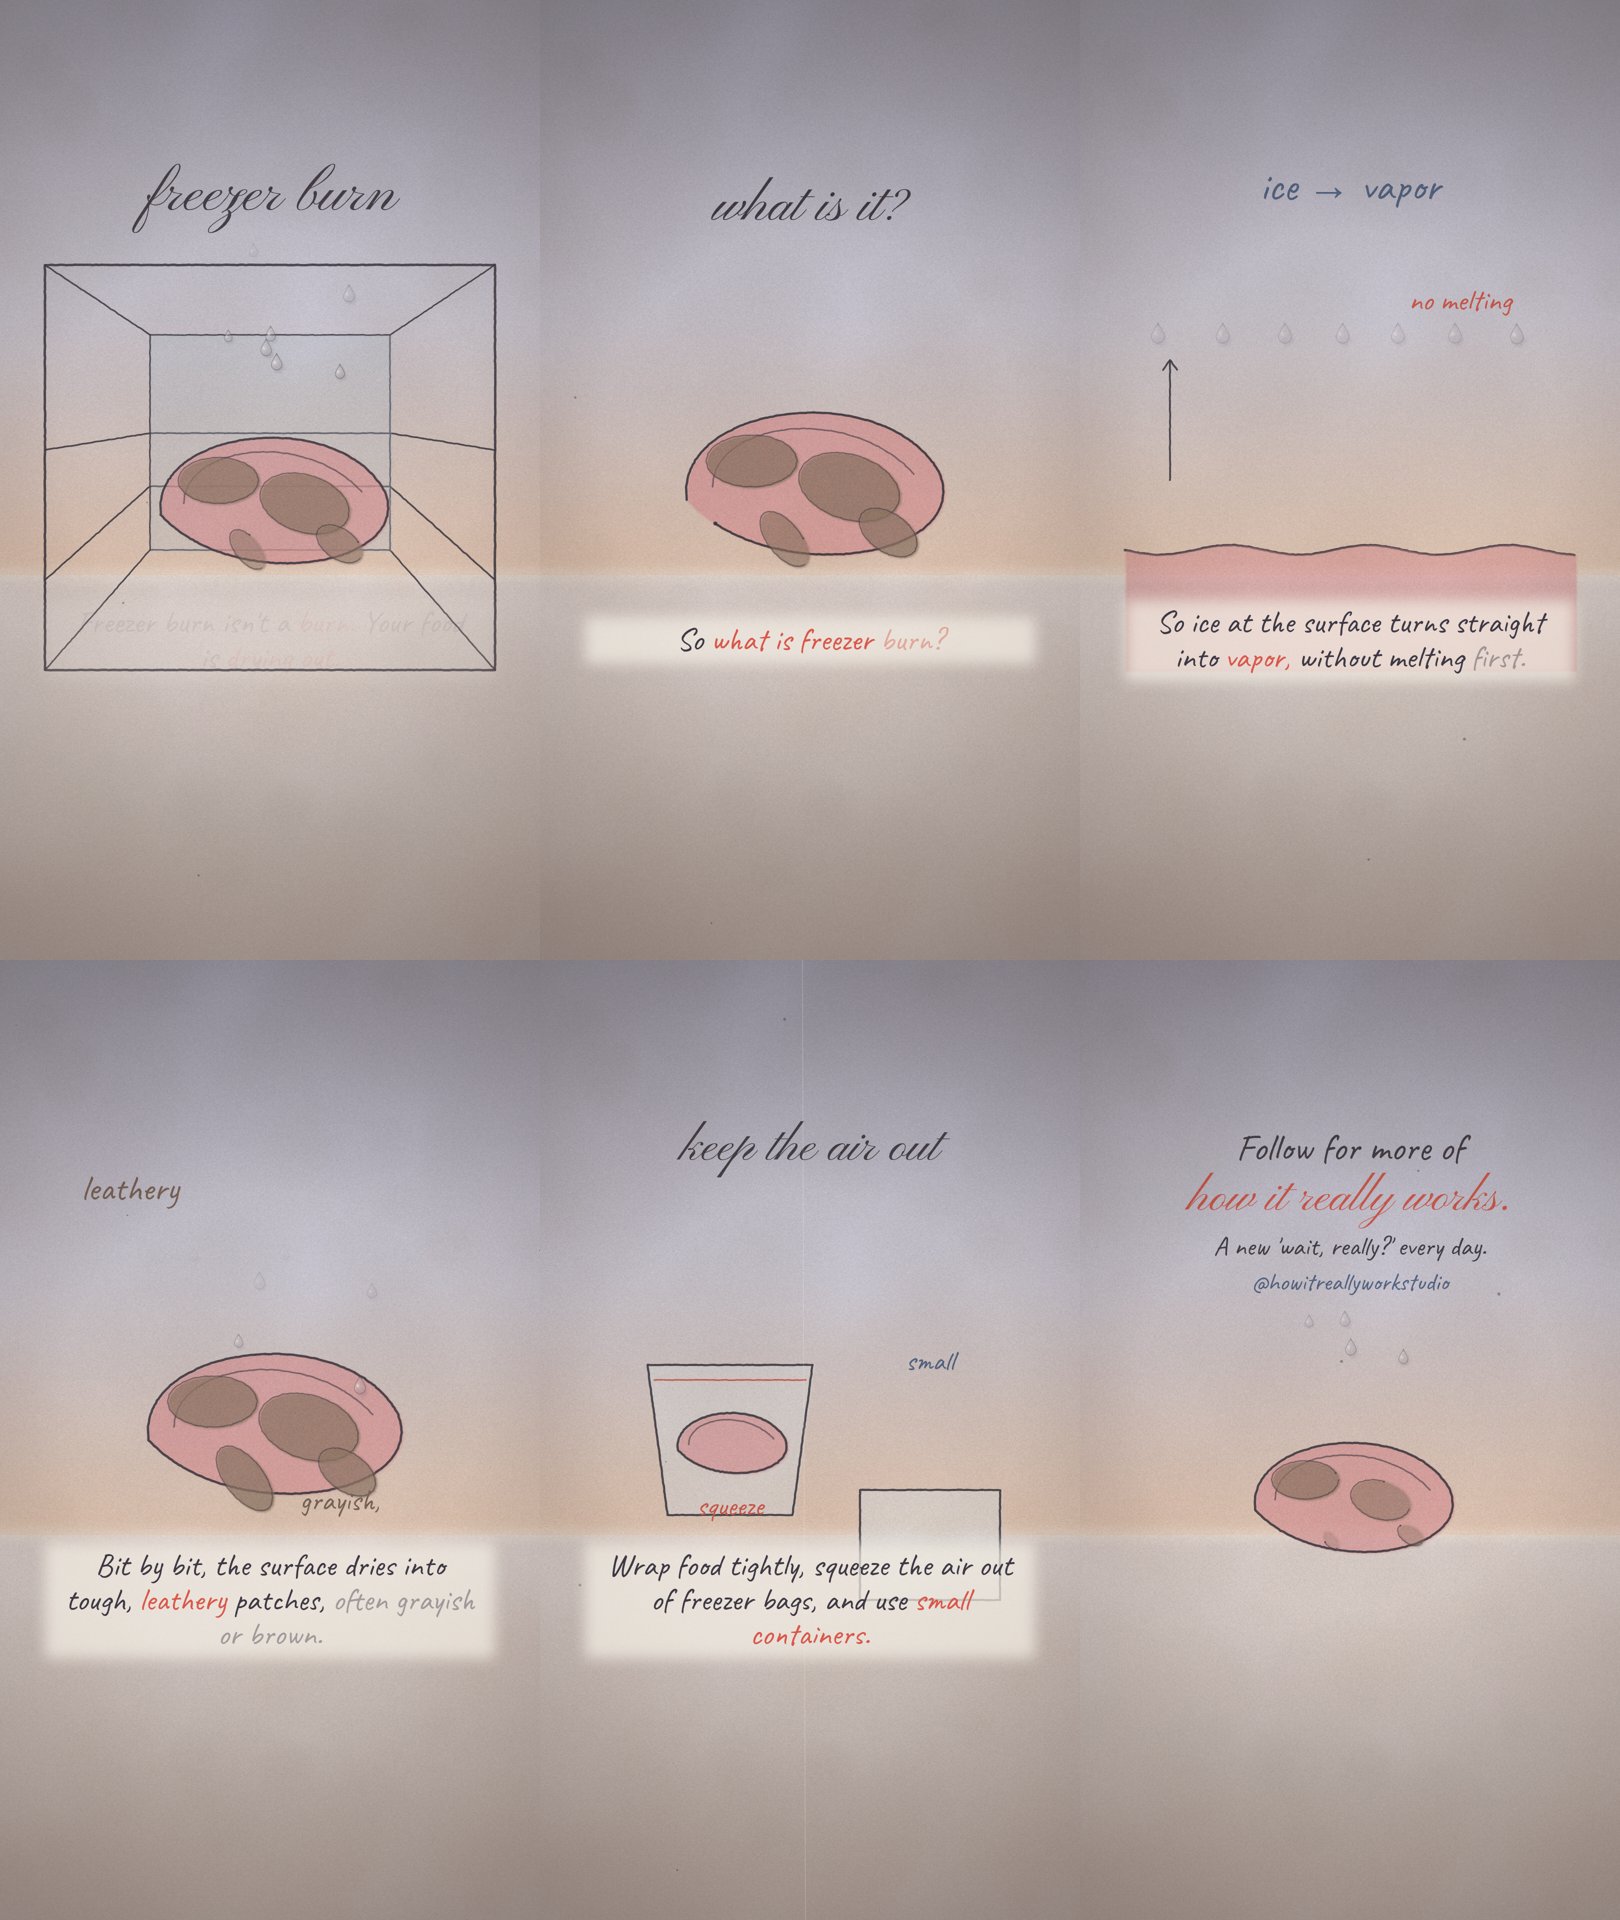 freezer burn
Freezer burn isn't a burn. Your food
is
what is it?
So what is freezer burn?
ice → vapor
no melting
So ice at the surface turns straight
into vapor, without melting first.
leathery
grayish,
Bit by bit, the surface dries into
tough, leathery patches, often grayish
or brown.
keep the air out
small
squeeze
Wrap food tightly, squeeze the air out
of freezer bags, and use small
containers.
Follow for more of
how it really works.
A new 'wait, really?' every day.
@howitreallyworkstudio